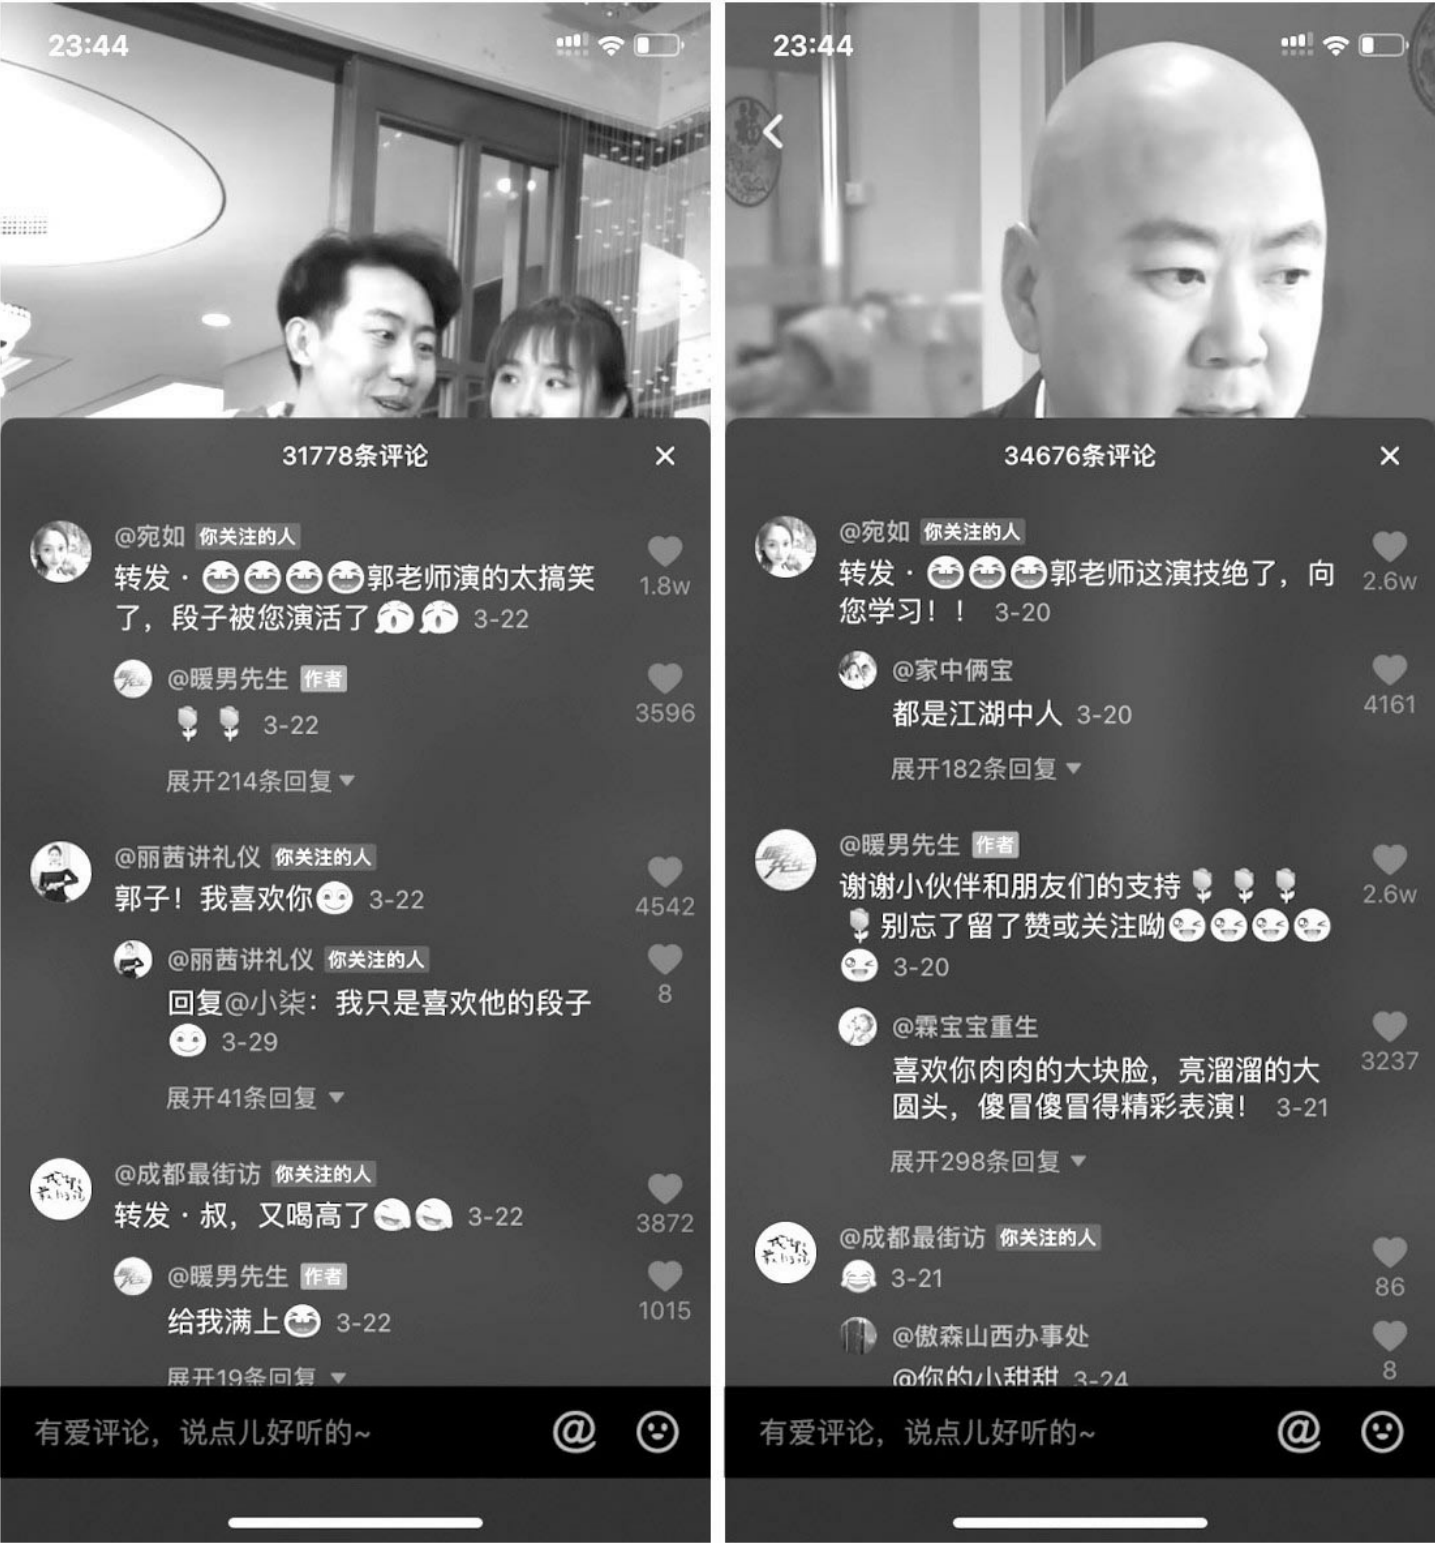 23:44
31778条评论
@宛如 你关注的人
转发·郭老师演的太搞笑
了，段子被您演活了 3-22
1.8w
@暖男先生 作者
3-22
3596
展开214条回复
@丽茜讲礼仪 你关注的人
郭子！我喜欢你 3-22
4542
@丽茜讲礼仪 你关注的人
回复@小柒：我只是喜欢他的段子
3-29
8
展开41条回复
@成都最街访 你关注的人
转发·叔，又喝高了 3-22
3872
@暖男先生 作者
给我满上 3-22
1015
展开19条回复
有爱评论，说点儿好听的~ @
23:44
34676条评论
@宛如 你关注的人
转发·郭老师这演技绝了，向
您学习！！ 3-20
2.6w
@家中俩宝
都是江湖中人 3-20
4161
展开182条回复
@暖男先生 作者
谢谢小伙伴和朋友们的支持
别忘了留了赞或关注呦
3-20
2.6w
@霖宝宝重生
喜欢你肉肉的大块脸，亮溜溜的大
圆头，傻冒傻冒得精彩表演！ 3-21
3237
展开298条回复
@成都最街访 你关注的人
3-21
86
@傲森山西办事处
@你的小甜甜 3-24
8
有爱评论，说点儿好听的~ @